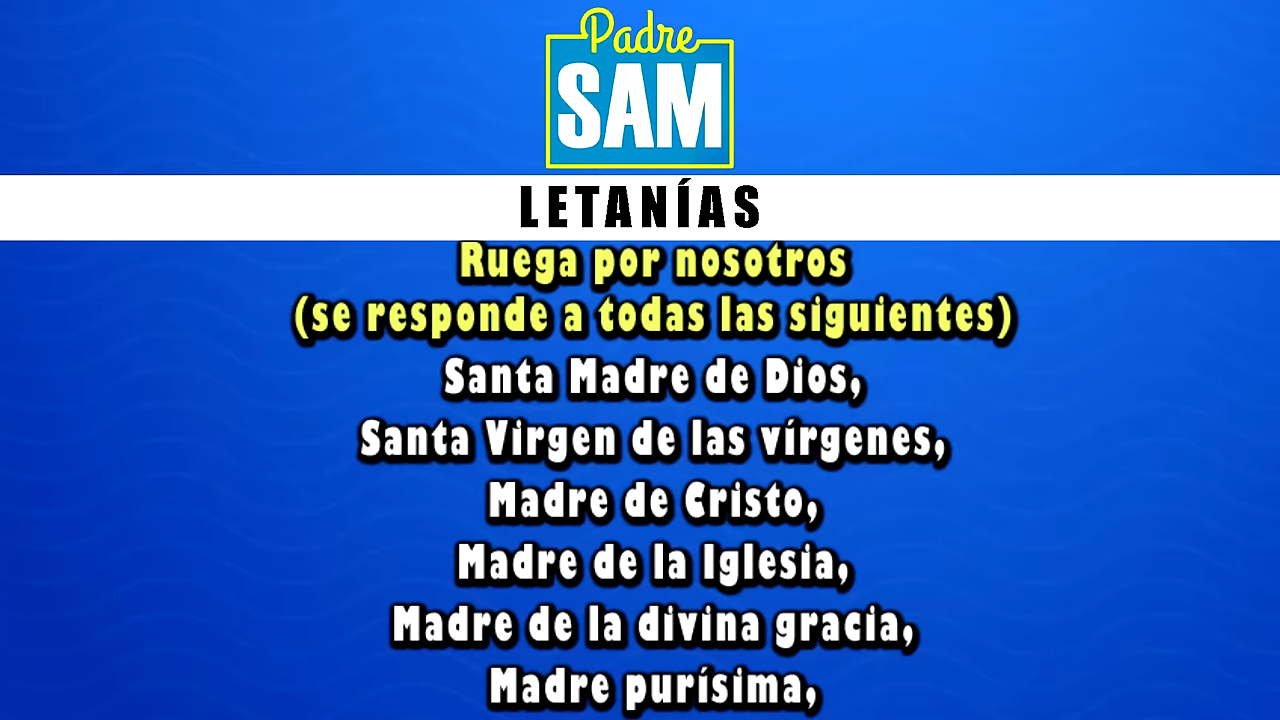 Padre
SAM
LETANÍAS
Ruega por nosotros
(se responde a todas las siguientes)
Santa Madre de Dios,
Santa Virgen de las vírgenes,
Madre de Cristo,
Madre de la Iglesia,
Madre de la divina gracia,
Madre purísima,